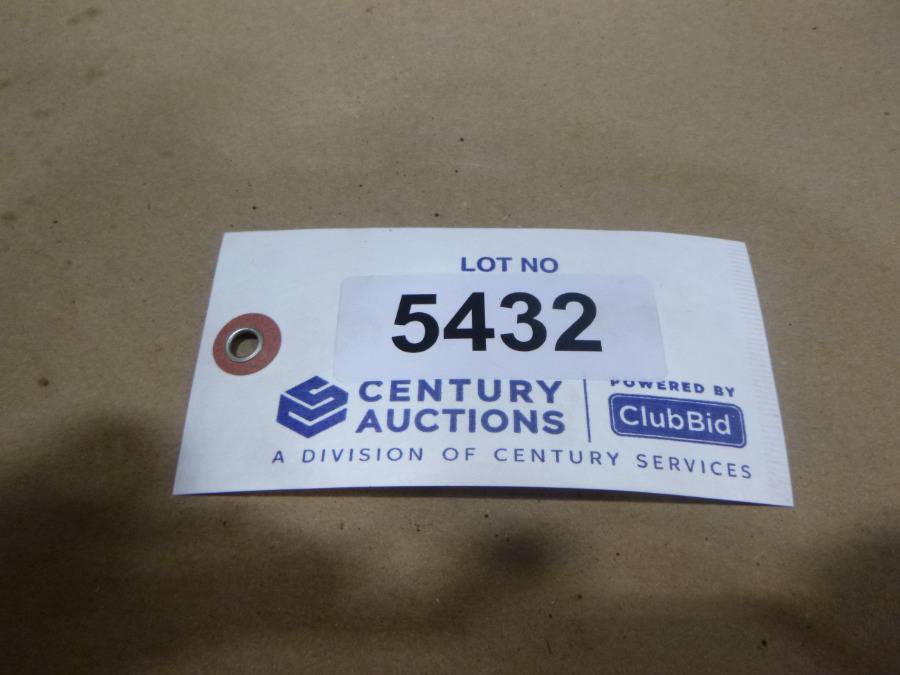 LOT NO
5432
CENTURY
AUCTIONS
POWERED BY
ClubBid
A DIVISION OF CENTURY SERVICES